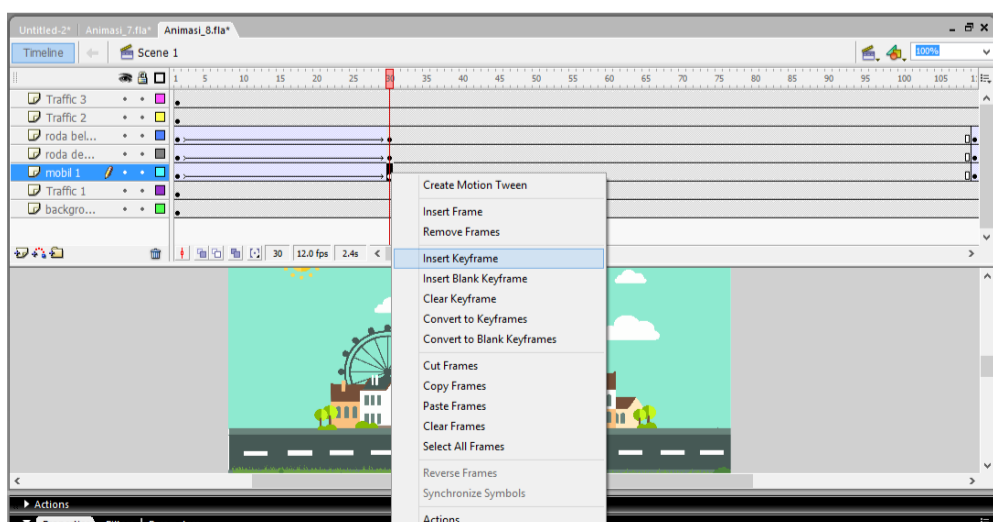 Untitled-2* Animasi_7.fla* Animasi_8.fla*
Timeline Scene 1 100%
1 5 10 15 20 25 30 35 40 45 50 55 60 65 70 75 80 85 90 95 100 105
Traffic 3
Traffic 2
roda bel...
roda de...
mobil 1
Traffic 1
backgro...
30 12.0 fps 2.4s
Create Motion Tween
Insert Frame
Remove Frames
Insert Keyframe
Insert Blank Keyframe
Clear Keyframe
Convert to Keyframes
Convert to Blank Keyframes
Cut Frames
Copy Frames
Paste Frames
Clear Frames
Select All Frames
Reverse Frames
Synchronize Symbols
Actions
Actions